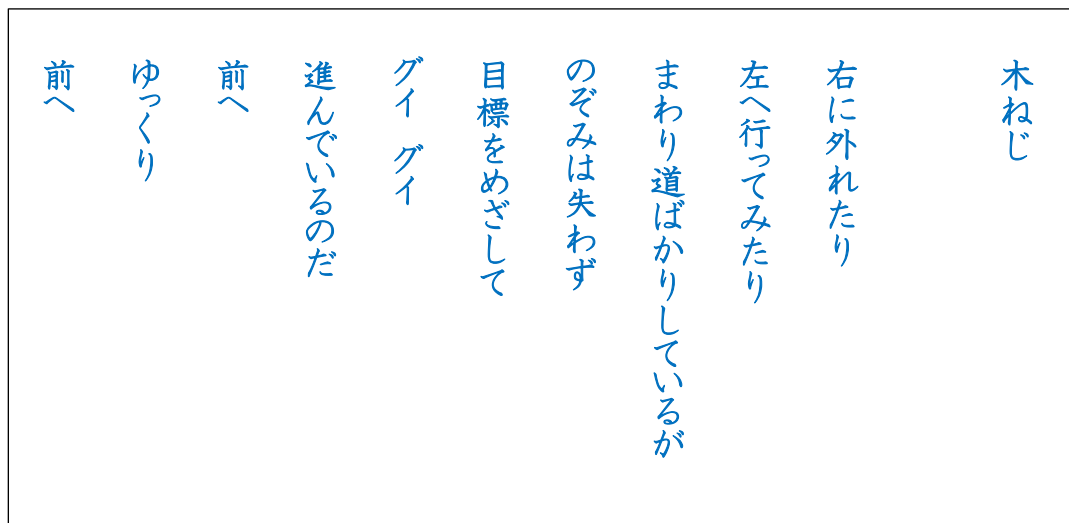 木ねじ
右に外れたり
左へ行ってみたり
まわり道ばかりしているが
のぞみは失わず
目標をめざして
グイ　グイ
進んでいるのだ
前へ
ゆっくり
前へ